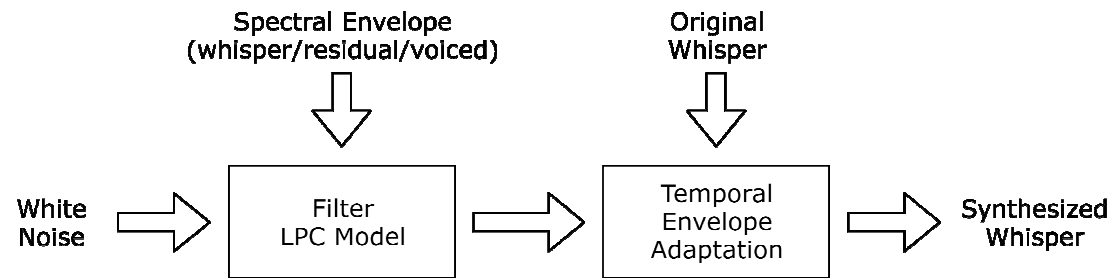 Spectral Envelope
(whisper/residual/voiced)
Original
Whisper
White
Noise
Filter
LPC Model
Temporal
Envelope
Adaptation
Synthesized
Whisper